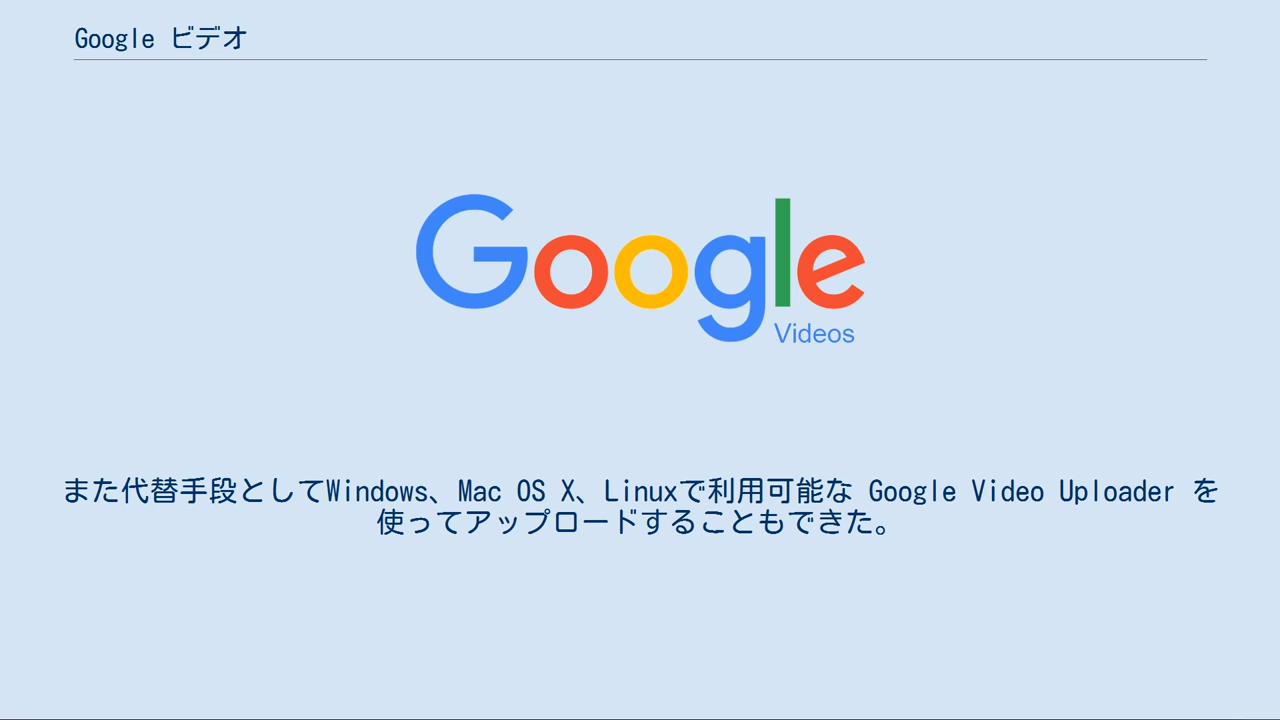 Google ビデオ
Google
Videos
また代替手段としてWindows、Mac OS X、Linuxで利用可能な Google Video Uploader を
使ってアップロードすることもできた。